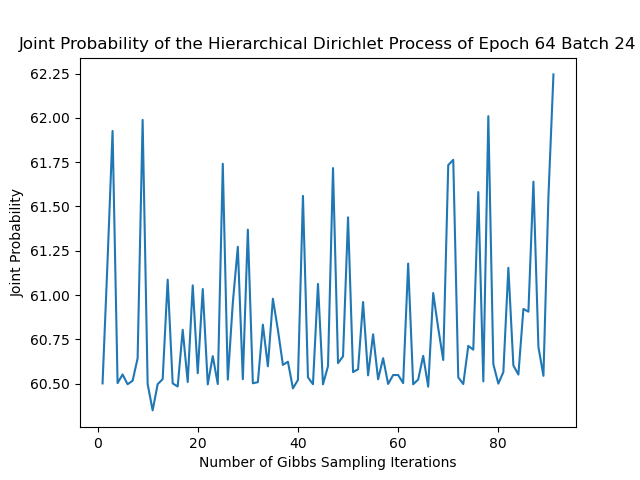 Joint Probability of the Hierarchical Dirichlet Process of Epoch 64 Batch 24
62.25
62.00
61.75
61.50
61.25
61.00
60.75
60.50
Joint Probability
0 20 40 60 80
Number of Gibbs Sampling Iterations